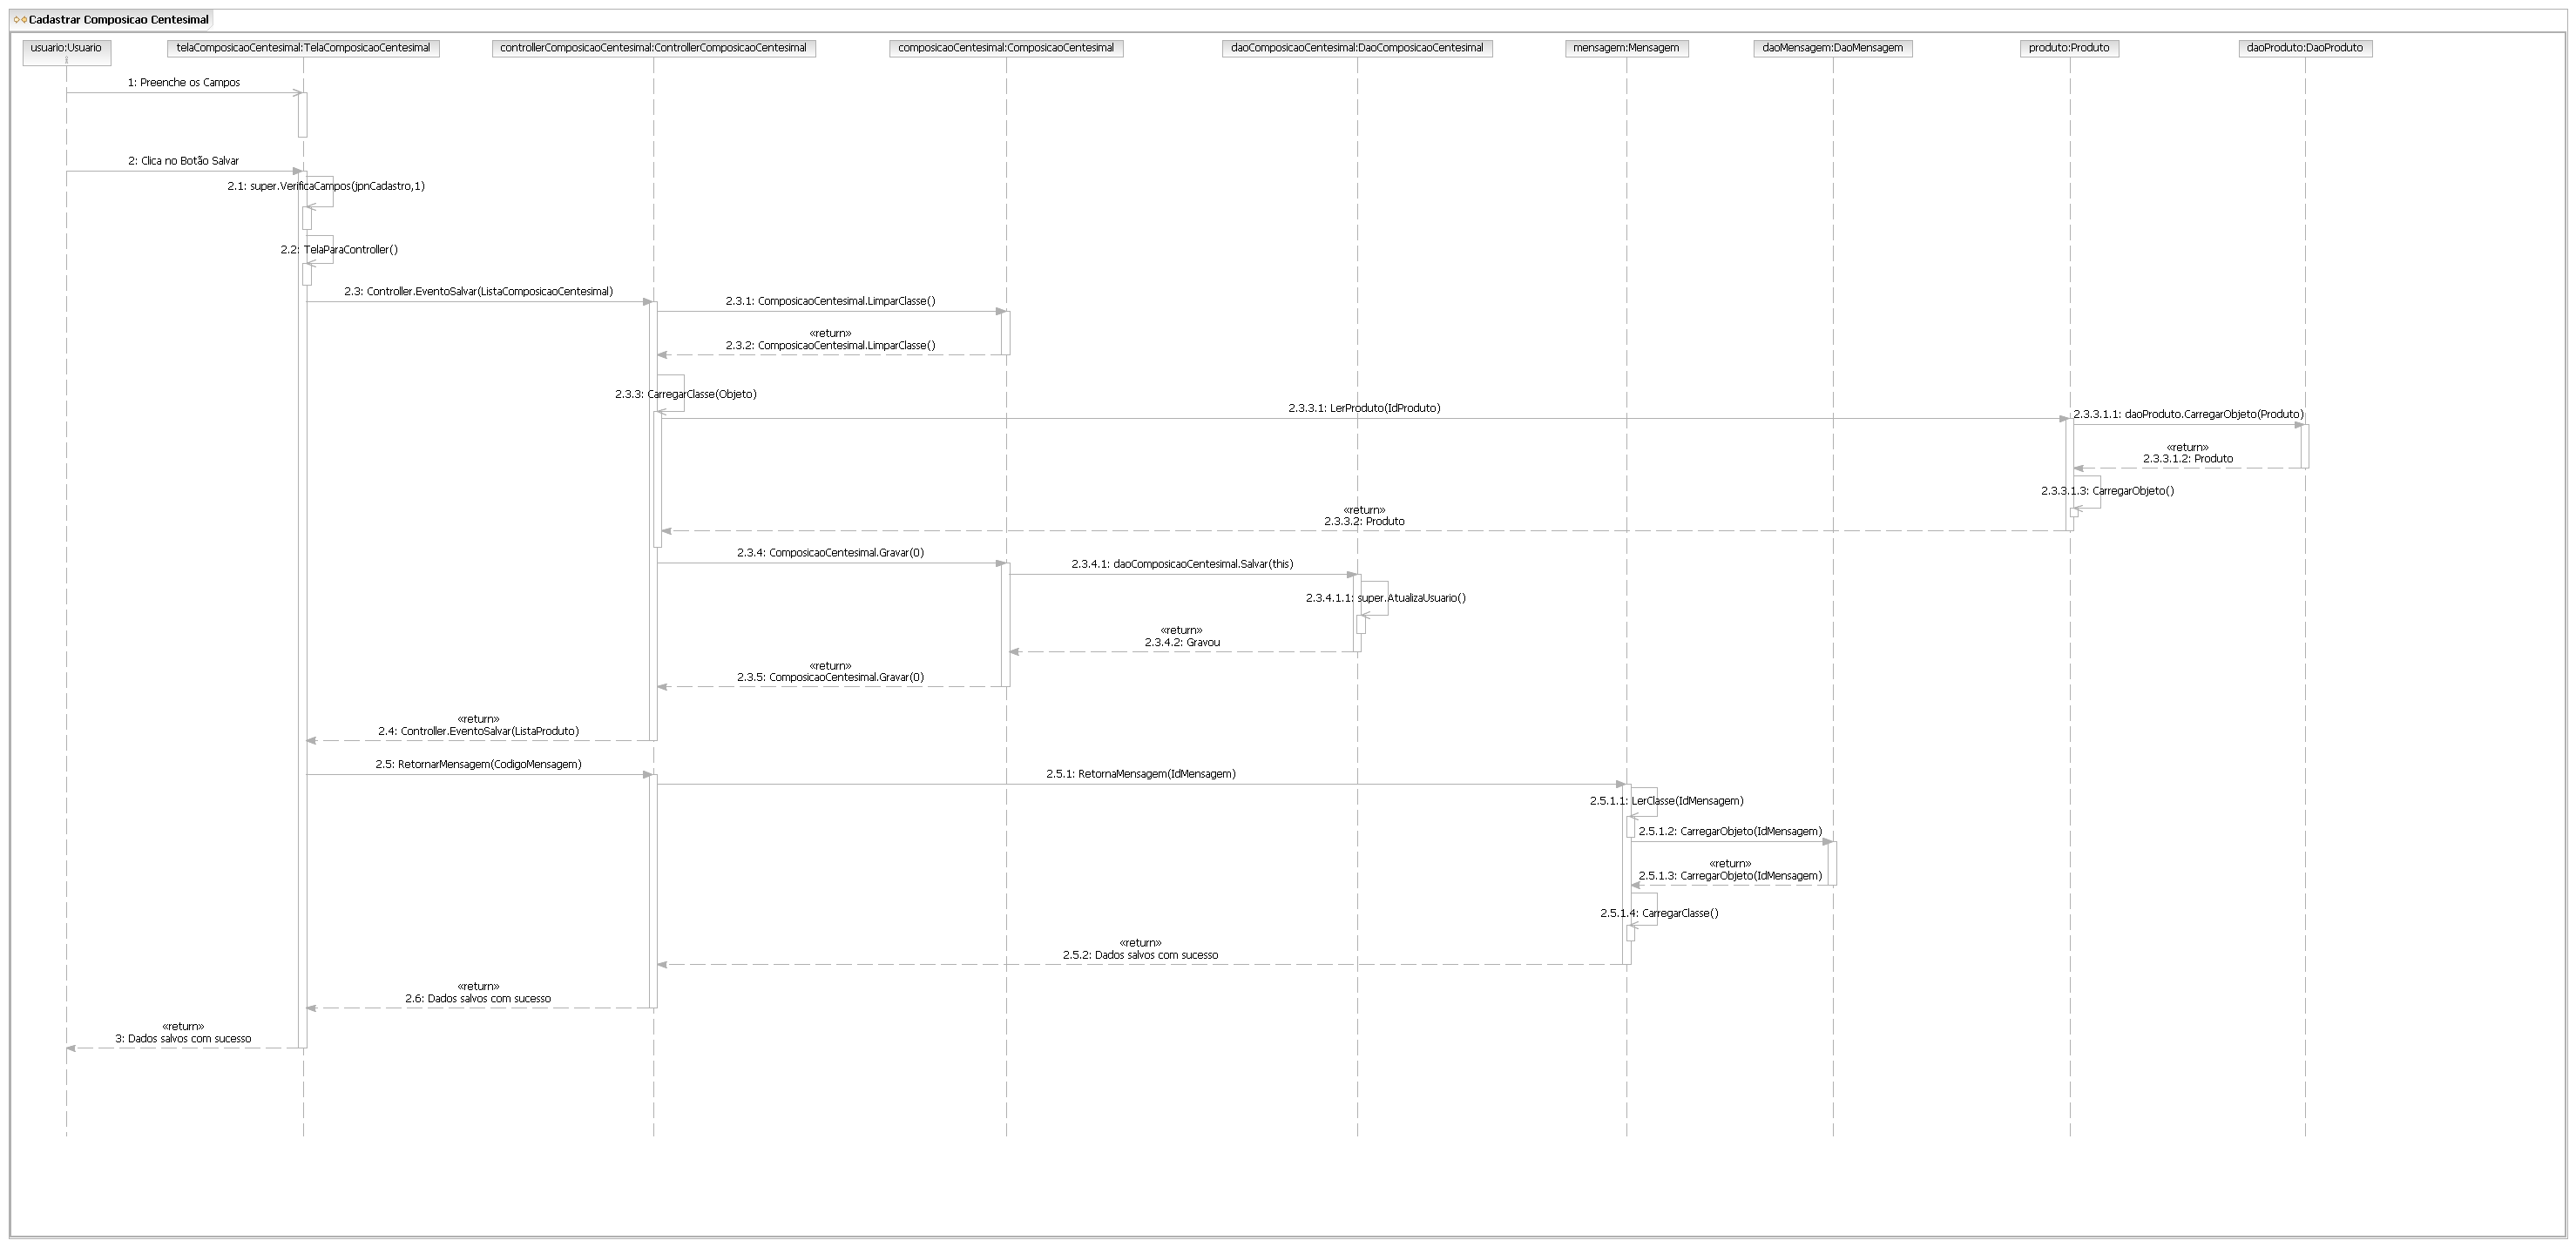 Cadastrar Composicao Centesimal
usuario:Usuario
telaComposicaoCentesimal:TelaComposicaoCentesimal
controllerComposicaoCentesimal:ControllerComposicaoCentesimal
composicaoCentesimal:ComposicaoCentesimal
daoComposicaoCentesimal:DaoComposicaoCentesimal
mensagem:Mensagem
daoMensagem:DaoMensagem
produto:Produto
daoProduto:DaoProduto
1: Preenche os Campos
2: Clica no Botão Salvar
2.1: super.VerificaCampos(jpnCadastro,1)
2.2: TelaParaController()
2.3: Controller.EventoSalvar(ListaComposicaoCentesimal)
2.3.1: ComposicaoCentesimal.LimparClasse()
«return»
2.3.2: ComposicaoCentesimal.LimparClasse()
2.3.3: CarregarClasse(Objeto)
2.3.3.1: LerProduto(IdProduto)
2.3.3.1.1: daoProduto.CarregarObjeto(Produto)
«return»
2.3.3.1.2: Produto
2.3.3.1.3: CarregarObjeto()
«return»
2.3.3.2: Produto
2.3.4: ComposicaoCentesimal.Gravar(0)
2.3.4.1: daoComposicaoCentesimal.Salvar(this)
2.3.4.1.1: super.AtualizaUsuario()
«return»
2.3.4.2: Gravou
«return»
2.3.5: ComposicaoCentesimal.Gravar(0)
«return»
2.4: Controller.EventoSalvar(ListaProduto)
2.5: RetornarMensagem(CodigoMensagem)
2.5.1: RetornaMensagem(IdMensagem)
2.5.1.1: LerClasse(IdMensagem)
2.5.1.2: CarregarObjeto(IdMensagem)
«return»
2.5.1.3: CarregarObjeto(IdMensagem)
2.5.1.4: CarregarClasse()
«return»
2.5.2: Dados salvos com sucesso
«return»
2.6: Dados salvos com sucesso
«return»
3: Dados salvos com sucesso